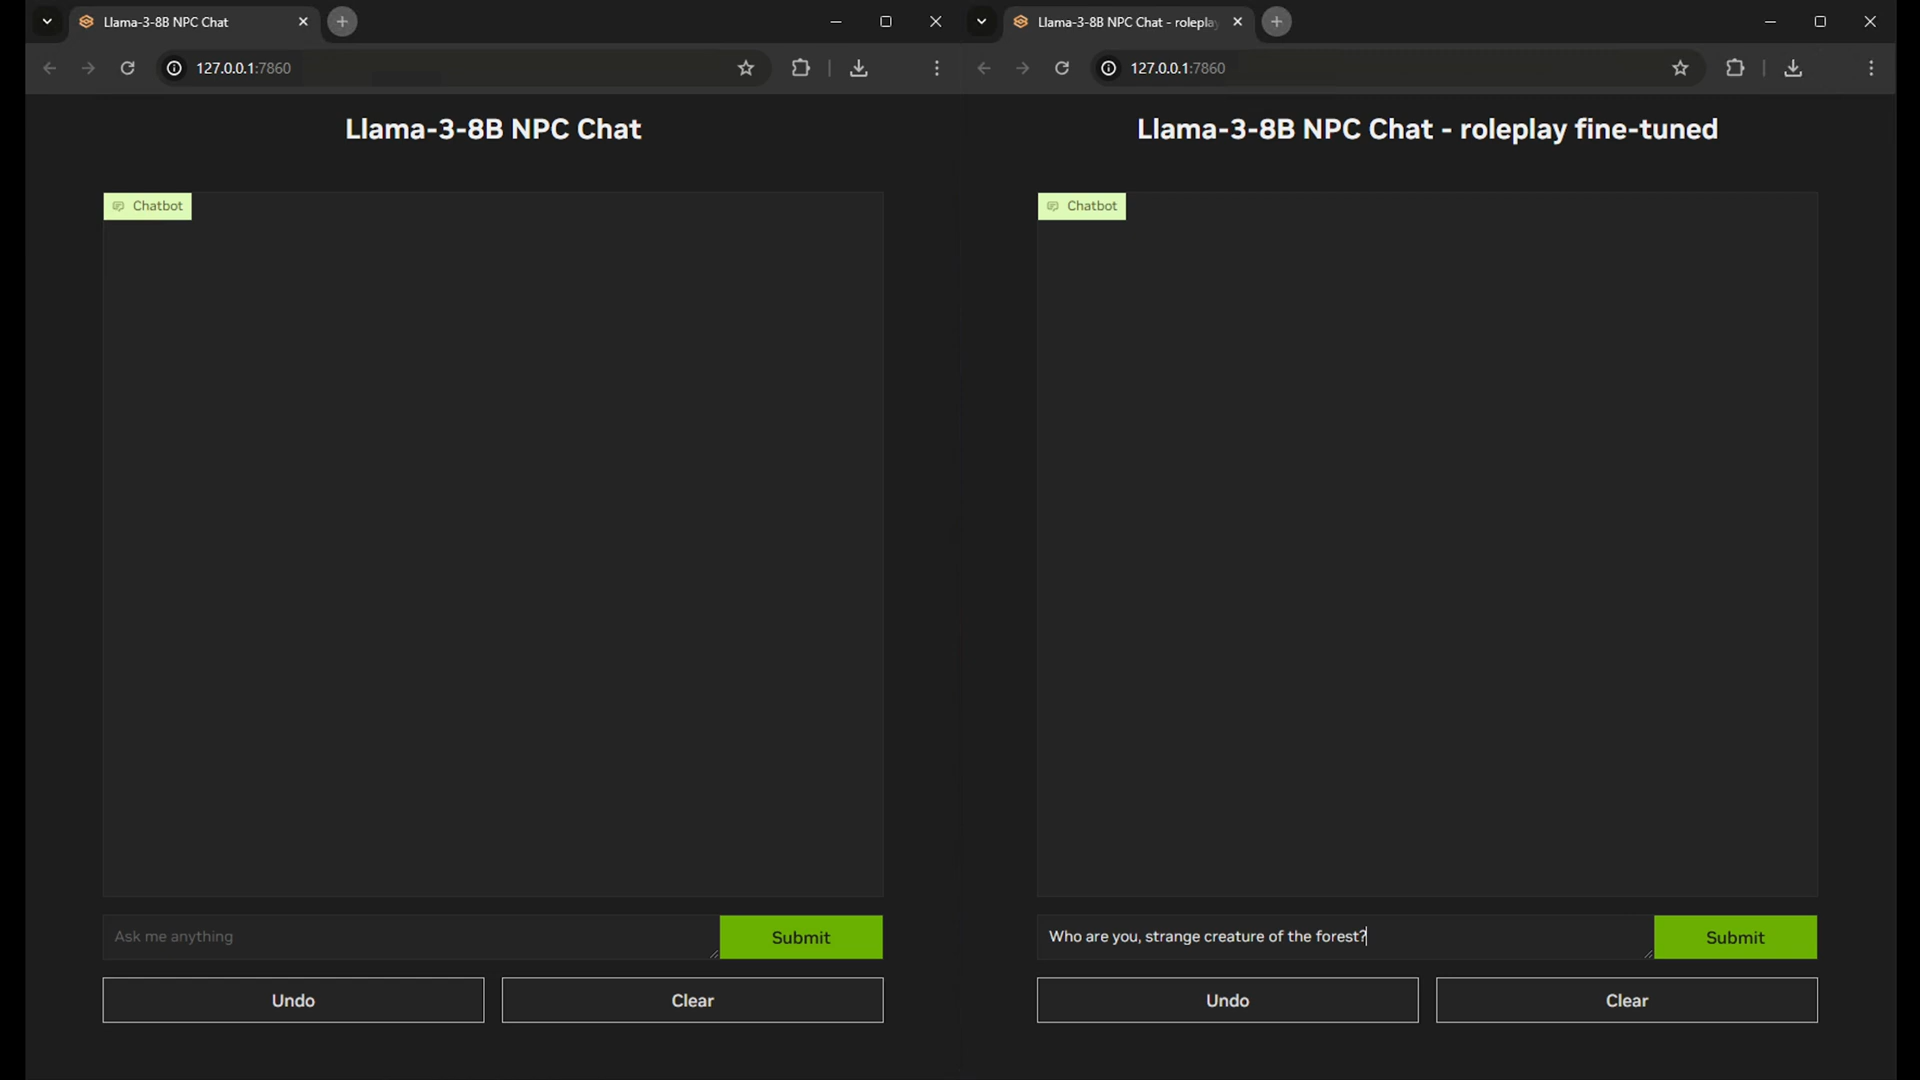 Llama-3-8B NPC Chat
127.0.0.1:7860
Llama-3-8B NPC Chat
Chatbot
Ask me anything
Submit
Undo
Clear
Llama-3-8B NPC Chat - roleplay
127.0.0.1:7860
Llama-3-8B NPC Chat - roleplay fine-tuned
Chatbot
Who are you, strange creature of the forest?
Submit
Undo
Clear